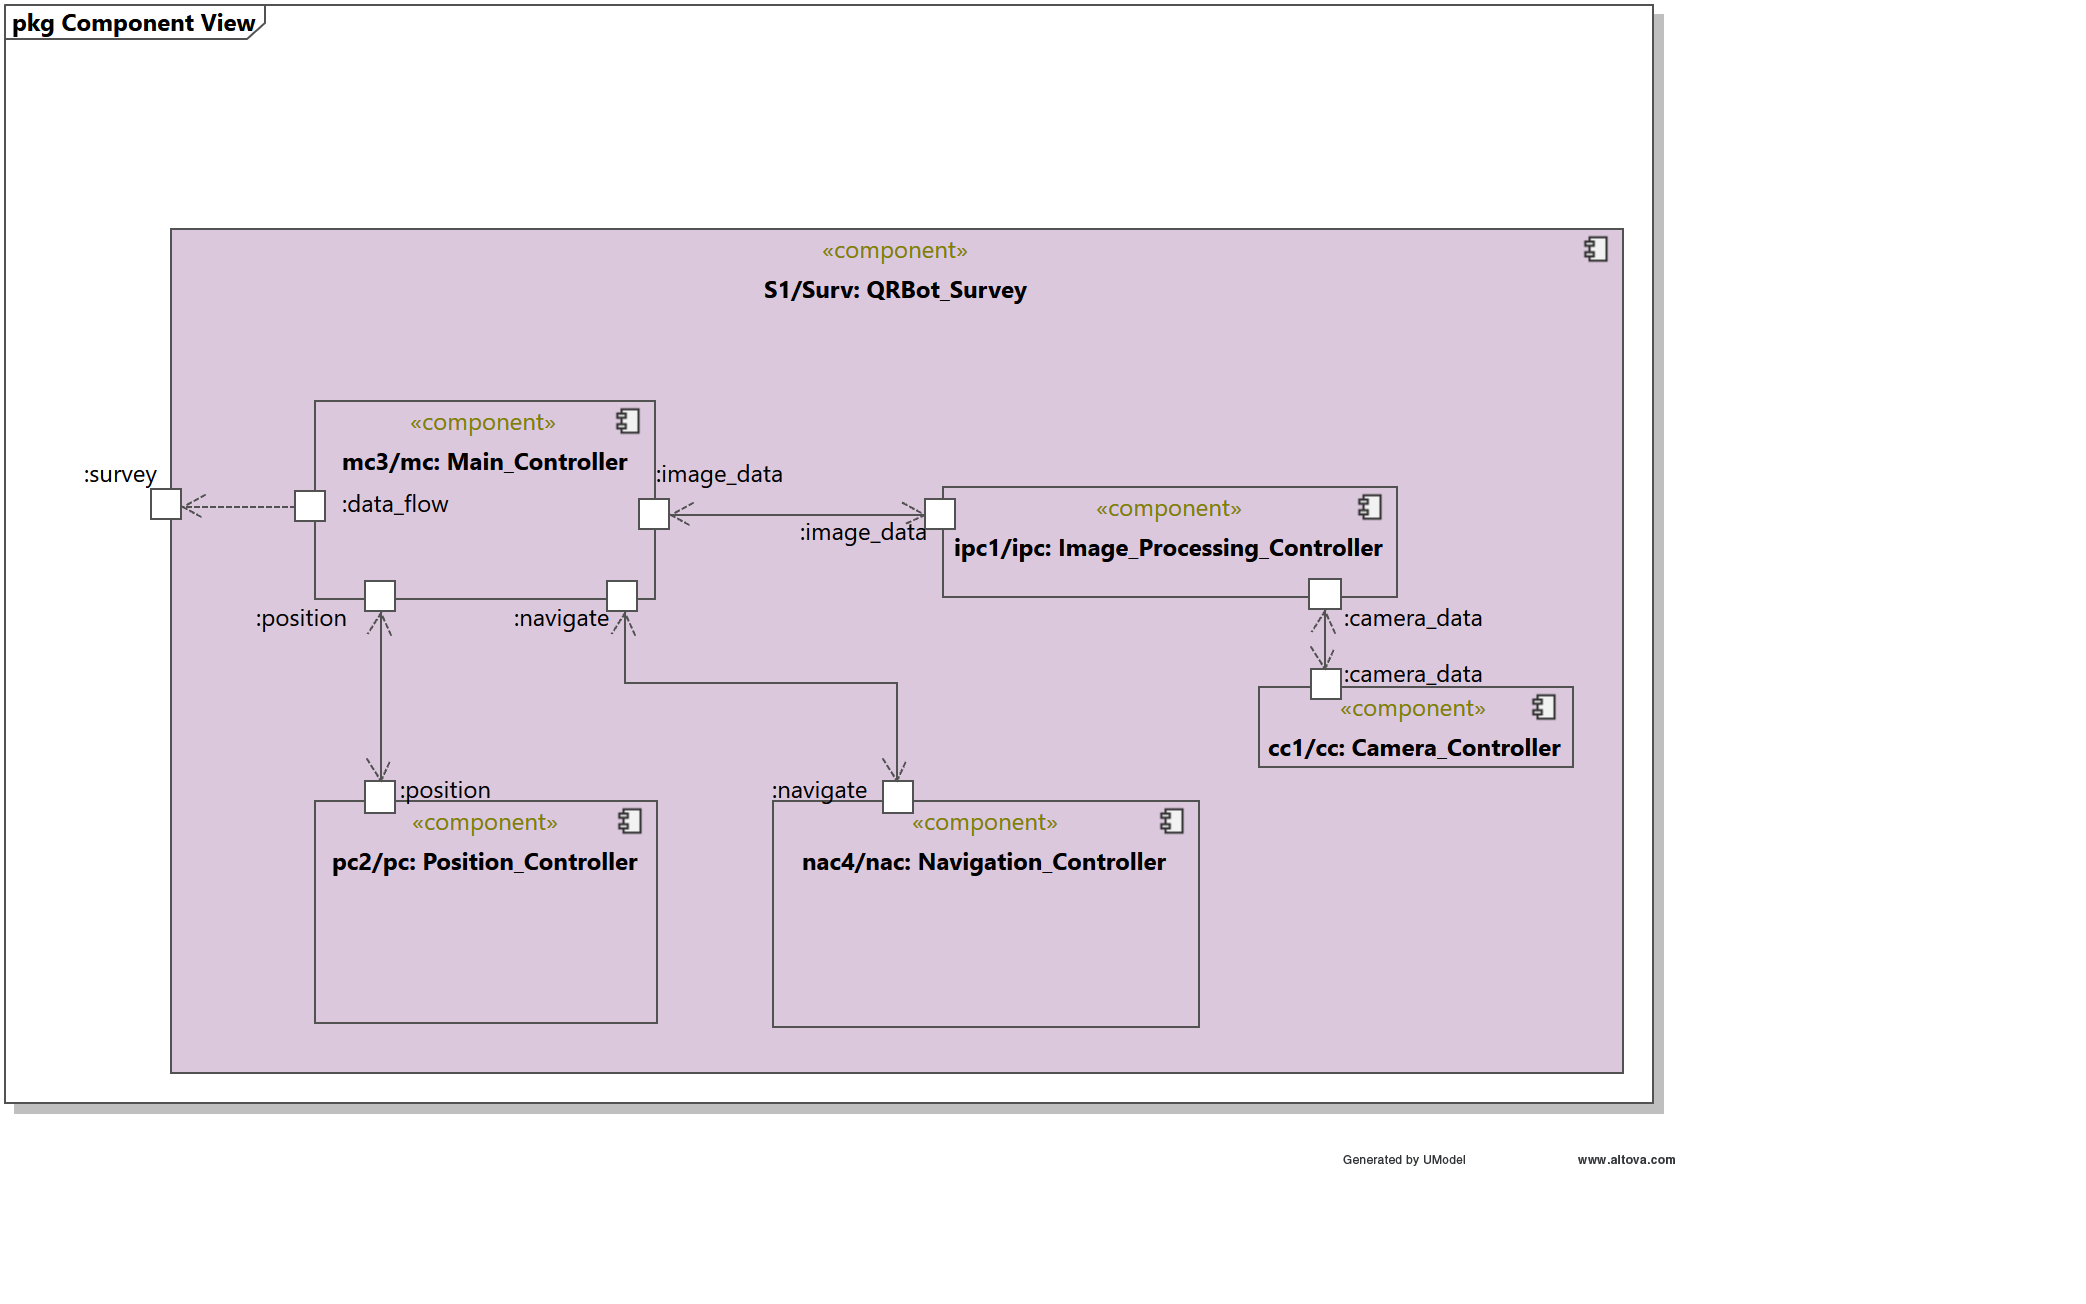 pkg Component View
«component»
S1/Surv: QRBot_Survey
«component»
mc3/mc: Main_Controller
:survey
:data_flow
:image_data
:image_data
«component»
ipc1/ipc: Image_Processing_Controller
:position
:navigate
:camera_data
:camera_data
«component»
cc1/cc: Camera_Controller
:position
«component»
pc2/pc: Position_Controller
:navigate
«component»
nac4/nac: Navigation_Controller
Generated by UModel
www.altova.com